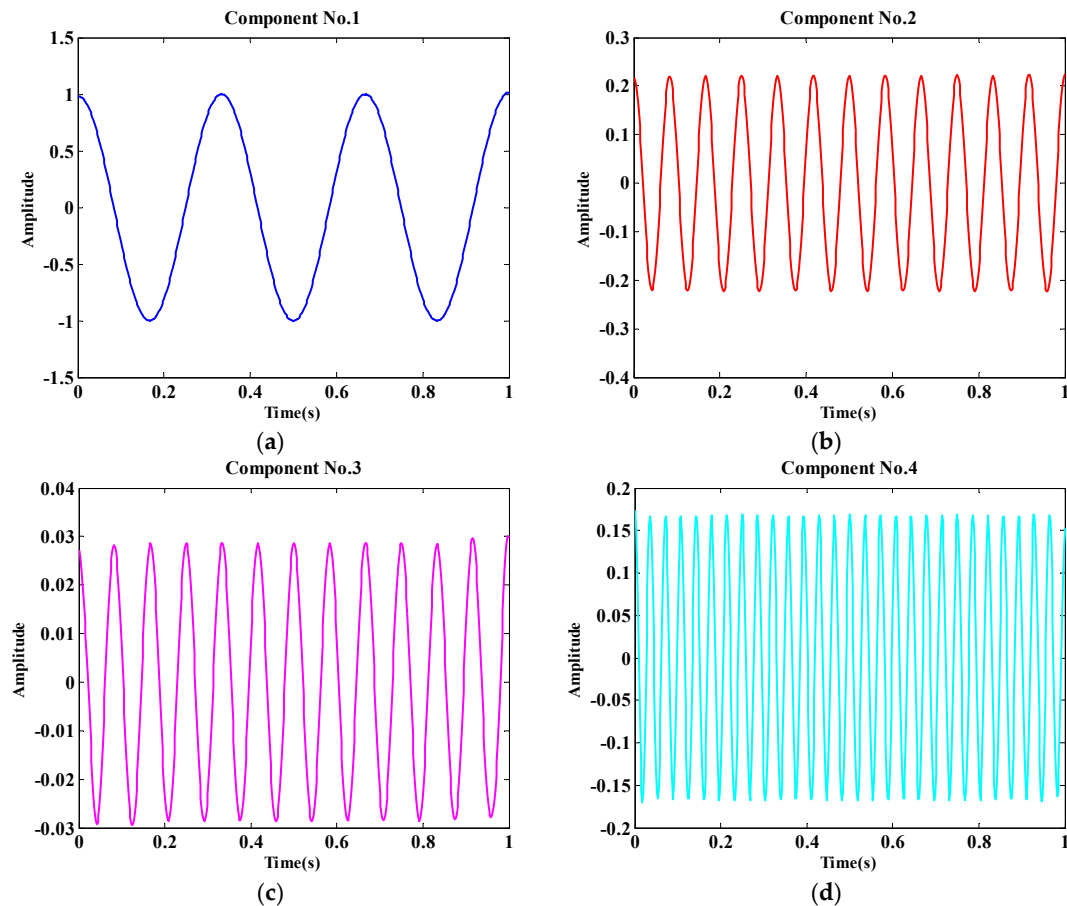 Component No.1
1.5
1
0.5
0
-0.5
-1
-1.5
Amplitude
0 0.2 0.4 0.6 0.8 1
Time(s)
(a)
Component No.2
0.3
0.2
0.1
0
-0.1
-0.2
-0.3
-0.4
Amplitude
0 0.2 0.4 0.6 0.8 1
Time(s)
(b)
Component No.3
0.04
0.03
0.02
0.01
0
-0.01
-0.02
-0.03
Amplitude
0 0.2 0.4 0.6 0.8 1
Time(s)
(c)
Component No.4
0.2
0.15
0.1
0.05
0
-0.05
-0.1
-0.15
-0.2
Amplitude
0 0.2 0.4 0.6 0.8 1
Time(s)
(d)